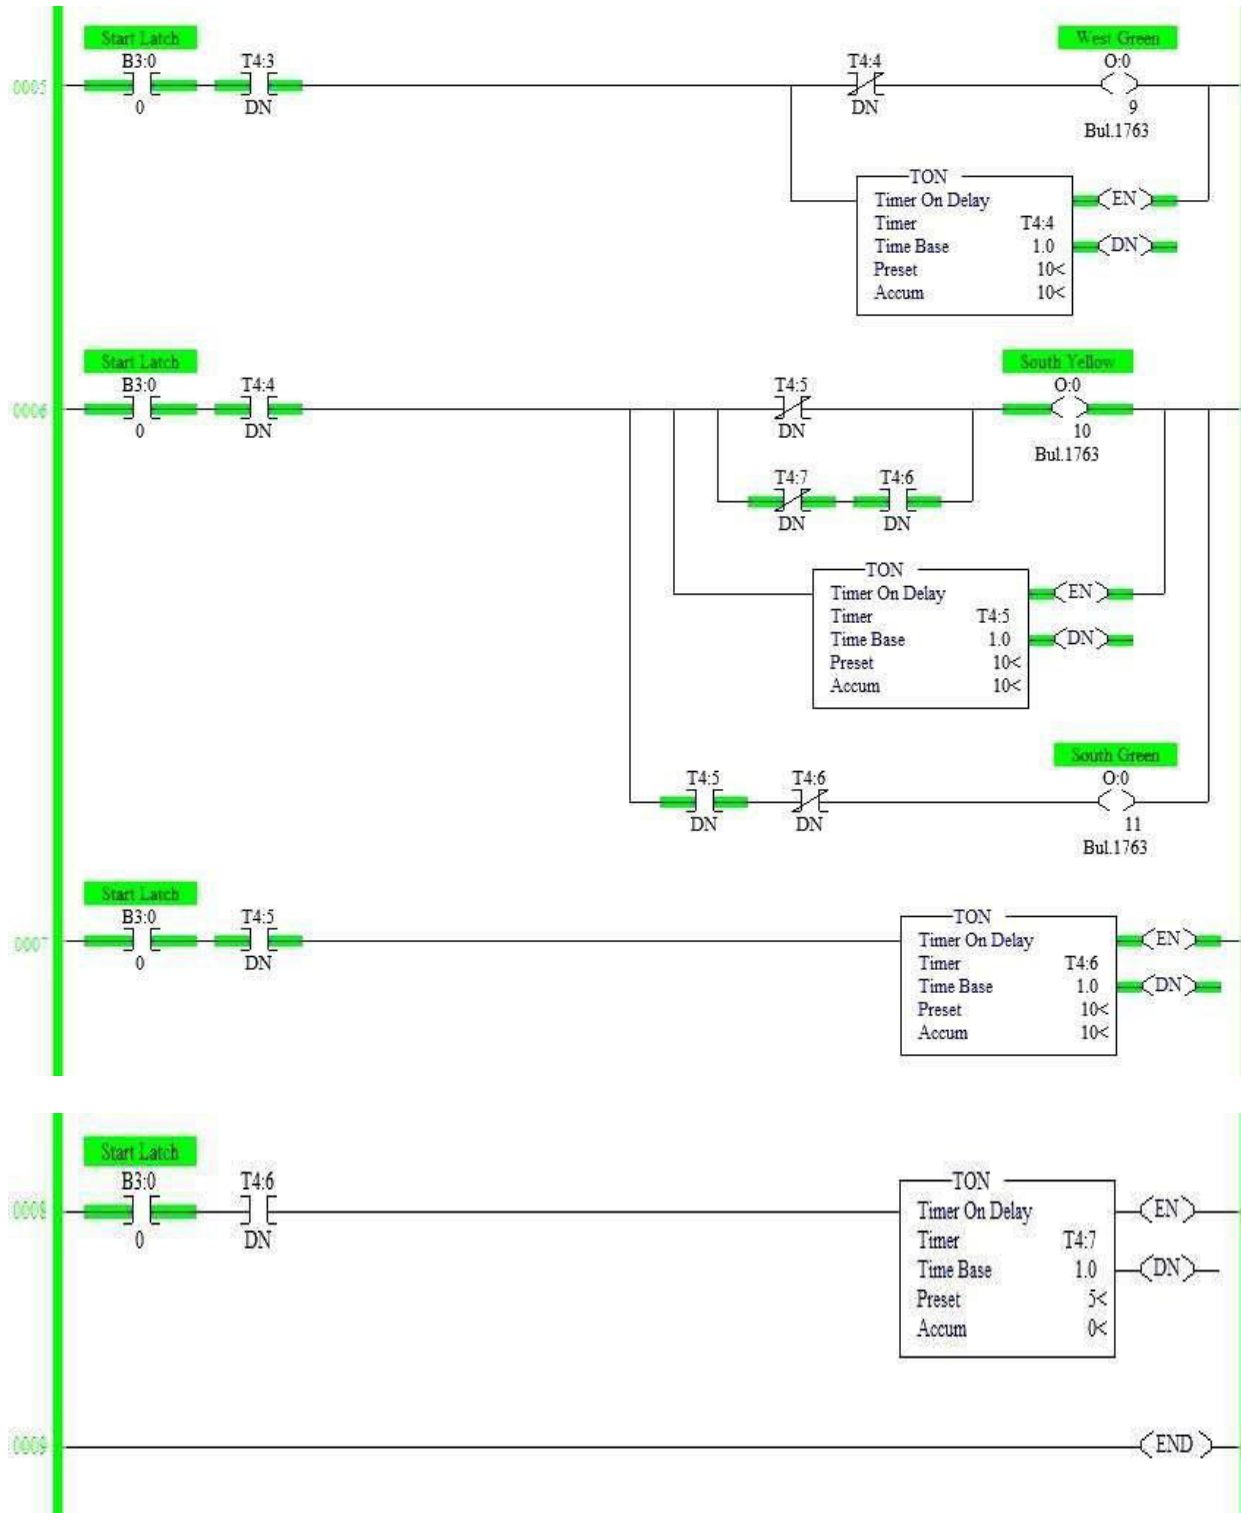 Start Latch
West Green
B3:0
T4:3
T4:4
O:0
0005
0
DN
DN
9
Bul.1763
TON
Timer On Delay
EN
Timer T4:4
Time Base 1.0
DN
Preset 10<
Accum 10<
Start Latch
South Yellow
B3:0
T4:4
T4:5
O:0
0006
0
DN
DN
10
Bul.1763
T4:7
T4:6
DN
DN
TON
Timer On Delay
EN
Timer T4:5
Time Base 1.0
DN
Preset 10<
Accum 10<
South Green
T4:5
T4:6
O:0
DN
DN
11
Bul.1763
Start Latch
B3:0
T4:5
0007
0
DN
TON
Timer On Delay
EN
Timer T4:6
Time Base 1.0
DN
Preset 10<
Accum 10<
Start Latch
B3:0
T4:6
0008
0
DN
TON
Timer On Delay
EN
Timer T4:7
Time Base 1.0
DN
Preset 5<
Accum 0<
0009
END